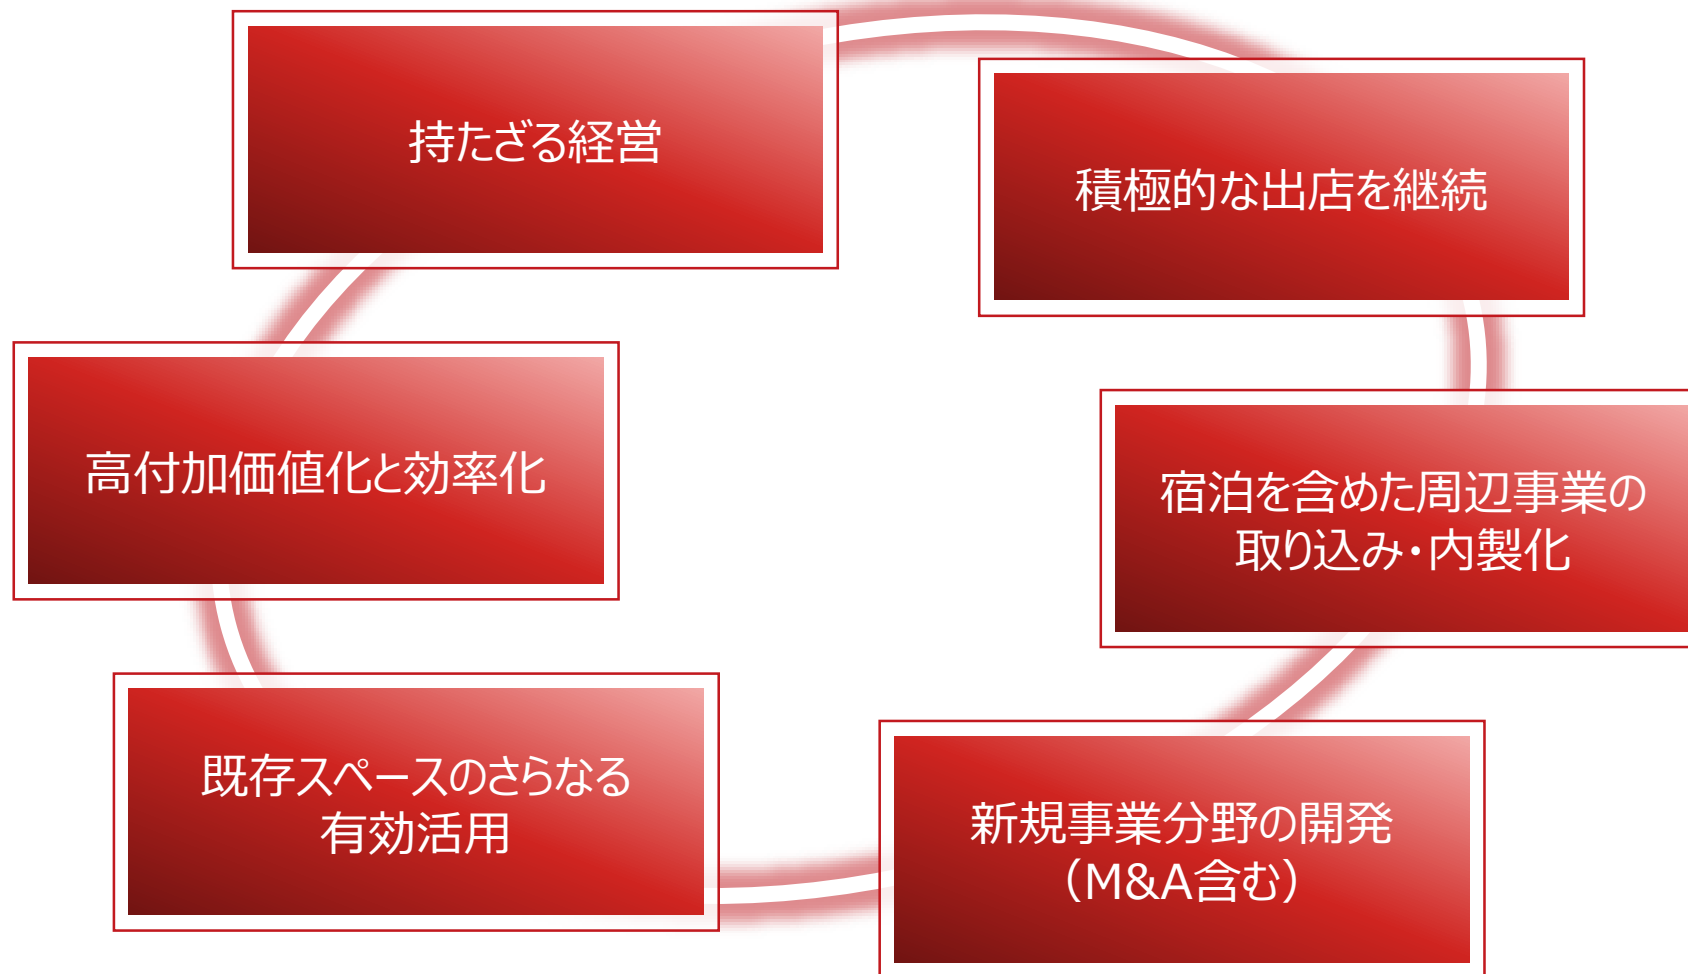 持たざる経営
積極的な出店を継続
宿泊を含めた周辺事業の
取り込み・内製化
新規事業分野の開発
（M&A含む）
既存スペースのさらなる
有効活用
高付加価値化と効率化